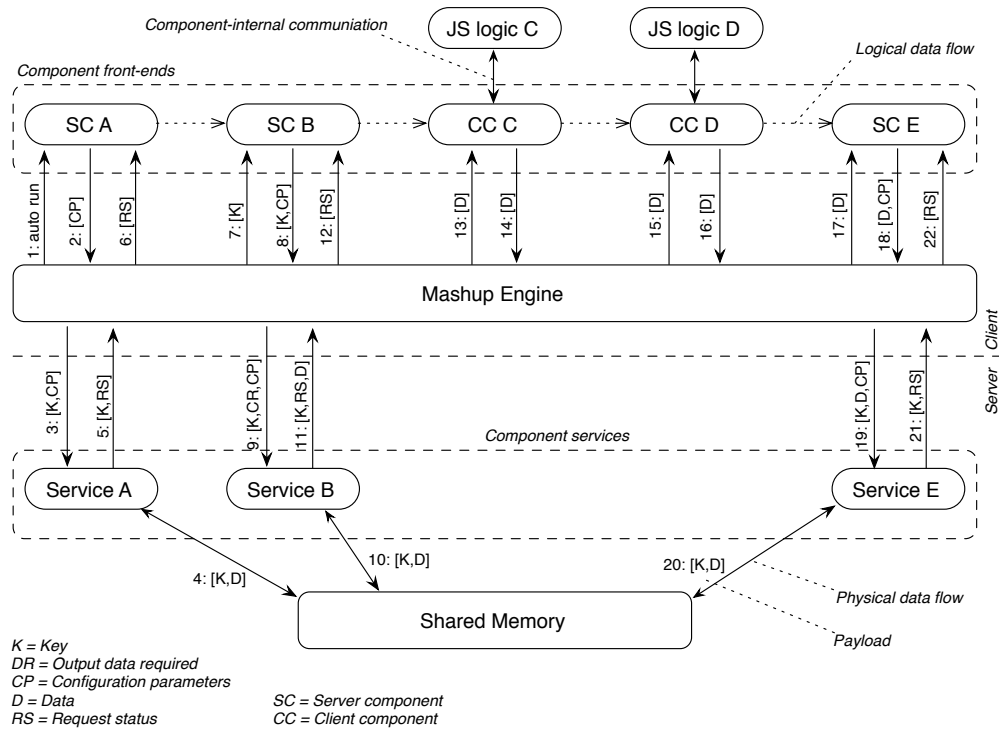 JS logic C
JS logic D
Component-internal communiation
Logical data flow
Component front-ends
SC A
SC B
CC C
CC D
SC E
1: auto run
2: [CP]
6: [RS]
7: [K]
8: [K,CP]
12: [RS]
13: [D]
14: [D]
15: [D]
16: [D]
17: [D]
18: [D,CP]
22: [RS]
Mashup Engine
Client
Server
3: [K,CP]
5: [K,RS]
9: [K,CR,CP]
11: [K,RS,D]
19: [K,D,CP]
21: [K,RS]
Component services
Service A
Service B
Service E
4: [K,D]
10: [K,D]
20: [K,D]
Physical data flow
Shared Memory
Payload
K = Key
DR = Output data required
CP = Configuration parameters
D = Data
RS = Request status
SC = Server component
CC = Client component